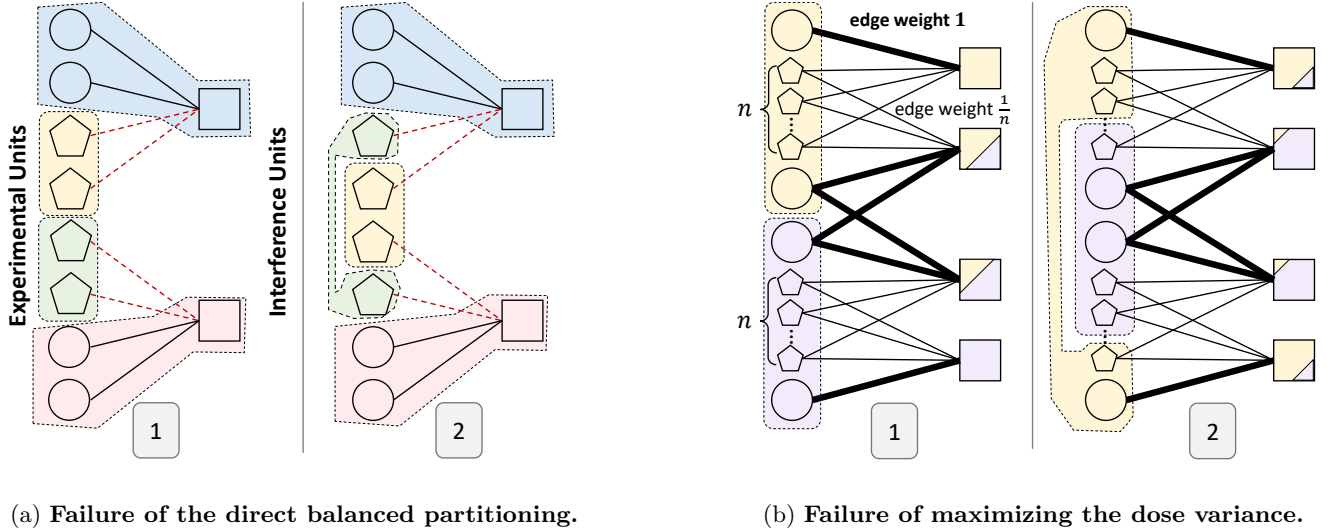 Experimental Units
Interference Units
1
2
edge weight 1
n
edge weight 1/n
n
1
2
(a) Failure of the direct balanced partitioning.
(b) Failure of maximizing the dose variance.